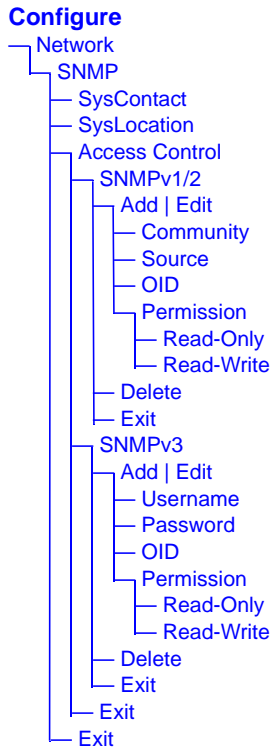 Configure
Network
SNMP
SysContact
SysLocation
Access Control
SNMPv1/2
Add | Edit
Community
Source
OID
Permission
Read-Only
Read-Write
Delete
Exit
SNMPv3
Add | Edit
Username
Password
OID
Permission
Read-Only
Read-Write
Delete
Exit
Exit
Exit